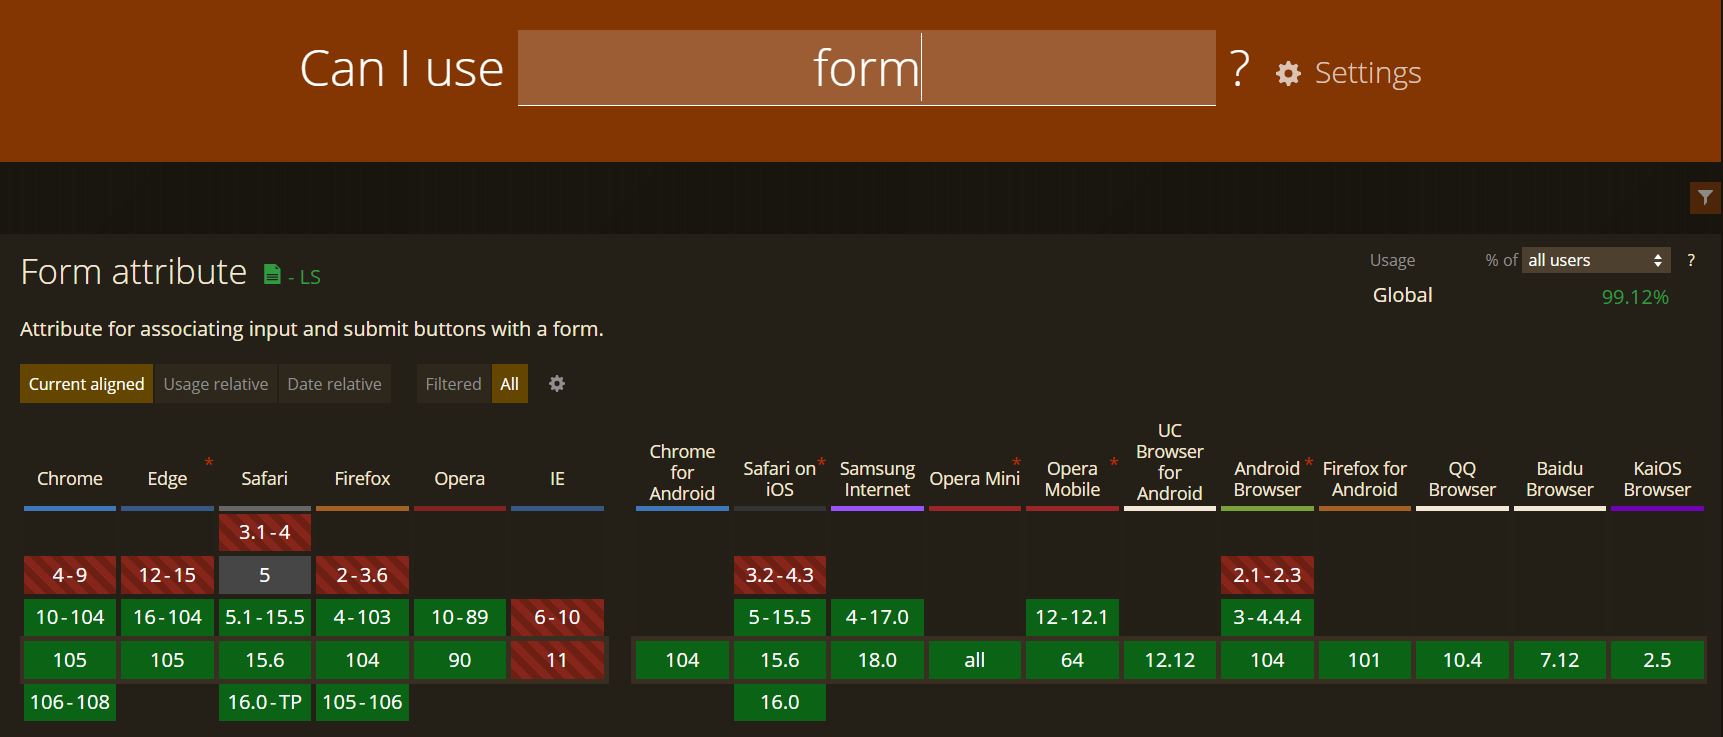 Can I use form ? Settings
Form attribute - LS
Usage % of all users ?
Global 99.12%
Attribute for associating input and submit buttons with a form.
Current aligned Usage relative Date relative Filtered All
Chrome Edge * Safari Firefox Opera IE
Chrome for Android Safari on iOS * Samsung Internet Opera Mini * Opera Mobile * UC Browser for Android Android Browser * Firefox for Android QQ Browser Baidu Browser KaiOS Browser
3.1-4
4-9 12-15 5 2-3.6 3.2-4.3 2.1-2.3
10-104 16-104 5.1-15.5 4-103 10-89 6-10 5-15.5 4-17.0 12-12.1 3-4.4.4
105 105 15.6 104 90 11 104 15.6 18.0 all 64 12.12 104 101 10.4 7.12 2.5
106-108 16.0-TP 105-106 16.0